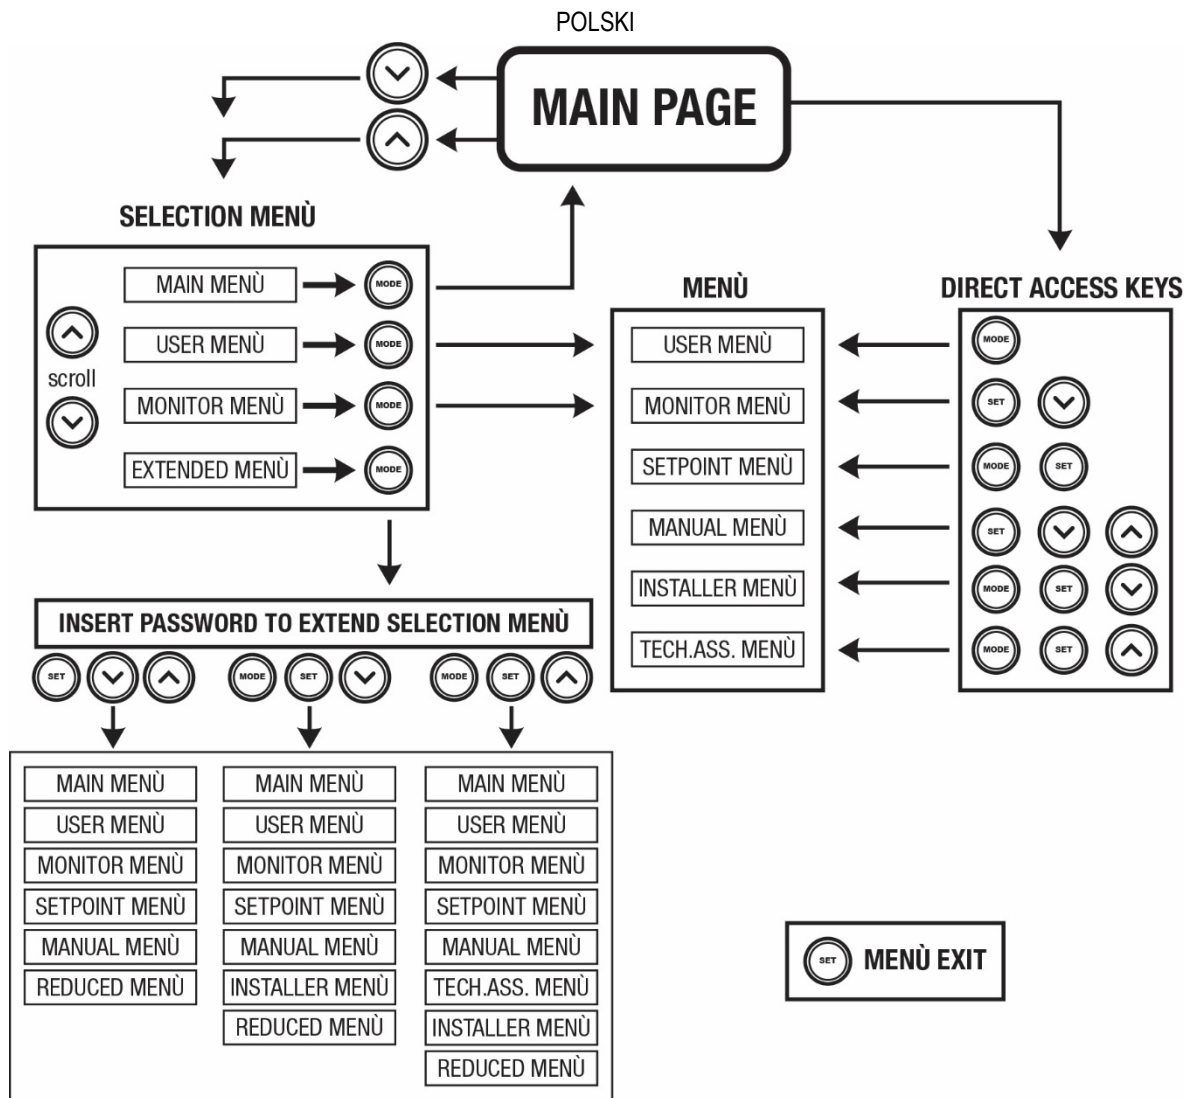 POLSKI
MAIN PAGE
SELECTION MENÙ
MAIN MENÙ MODE
USER MENÙ MODE
scroll
MONITOR MENÙ MODE
EXTENDED MENÙ MODE
MENÙ
USER MENÙ
MONITOR MENÙ
SETPOINT MENÙ
MANUAL MENÙ
INSTALLER MENÙ
TECH.ASS. MENÙ
DIRECT ACCESS KEYS
MODE
SET
MODE SET
SET
MODE SET
MODE SET
INSERT PASSWORD TO EXTEND SELECTION MENÙ
SET MODE SET MODE SET
MAIN MENÙ
USER MENÙ
MONITOR MENÙ
SETPOINT MENÙ
MANUAL MENÙ
REDUCED MENÙ
MAIN MENÙ
USER MENÙ
MONITOR MENÙ
SETPOINT MENÙ
MANUAL MENÙ
INSTALLER MENÙ
REDUCED MENÙ
MAIN MENÙ
USER MENÙ
MONITOR MENÙ
SETPOINT MENÙ
MANUAL MENÙ
TECH.ASS. MENÙ
INSTALLER MENÙ
REDUCED MENÙ
SET MENÙ EXIT